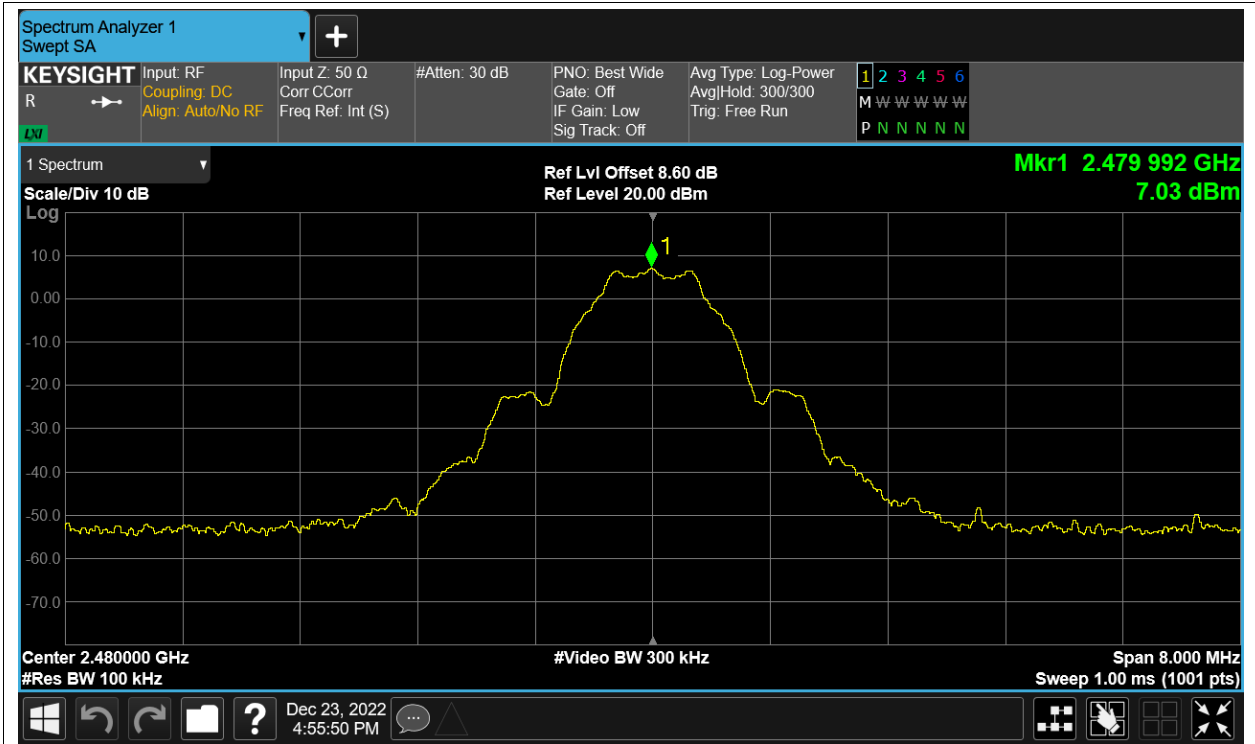 Spectrum Analyzer 1
Swept SA
KEYSIGHT
R
LXI
Input: RF
Coupling: DC
Align: Auto/No RF
Input Z: 50 Ω
Corr CCorr
Freq Ref: Int (S)
#Atten: 30 dB
PNO: Best Wide
Gate: Off
IF Gain: Low
Sig Track: Off
Avg Type: Log-Power
Avg|Hold: 300/300
Trig: Free Run
1 2 3 4 5 6
M W W W W W
P N N N N N
1 Spectrum
Scale/Div 10 dB
Log
Ref Lvl Offset 8.60 dB
Ref Level 20.00 dBm
Mkr1 2.479 992 GHz
7.03 dBm
1
10.0
0.00
-10.0
-20.0
-30.0
-40.0
-50.0
-60.0
-70.0
Center 2.480000 GHz
#Res BW 100 kHz
#Video BW 300 kHz
Span 8.000 MHz
Sweep 1.00 ms (1001 pts)
?
Dec 23, 2022
4:55:50 PM